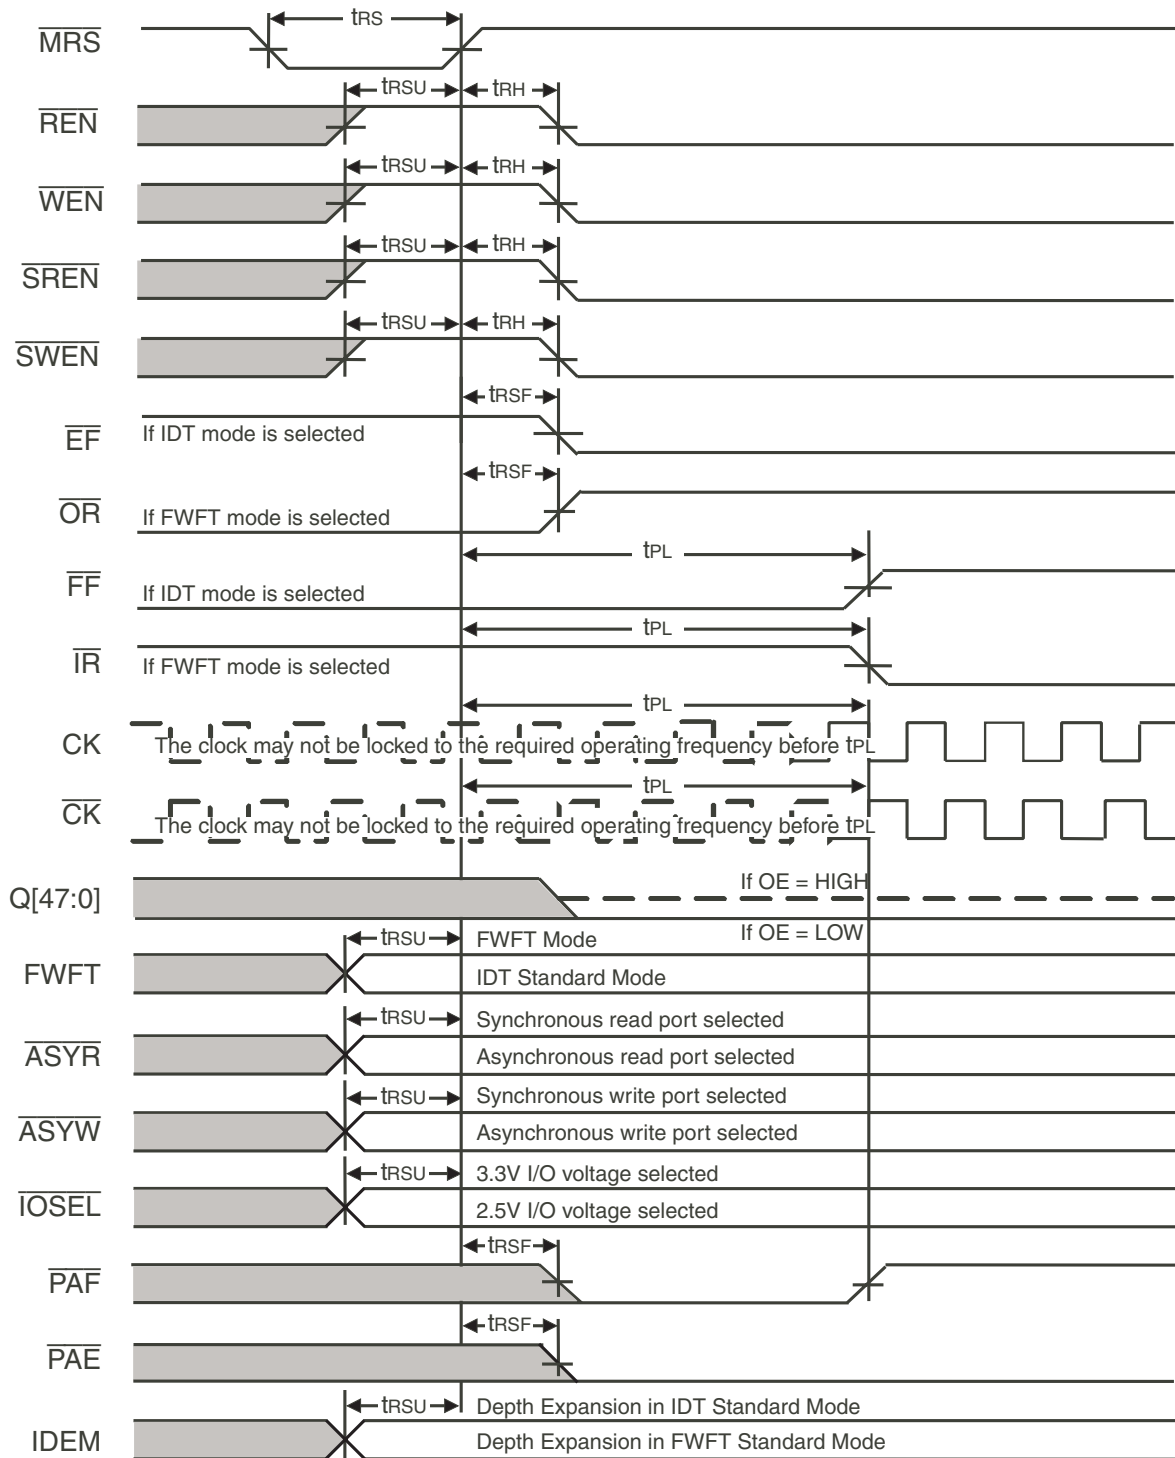 tRS
MRS
tRSU tRH
REN
tRSU tRH
WEN
tRSU tRH
SREN
tRSU tRH
SWEN
tRSF
EF If IDT mode is selected
tRSF
OR If FWFT mode is selected
tPL
FF If IDT mode is selected
tPL
IR If FWFT mode is selected
tPL
CK The clock may not be locked to the required operating frequency before tPL
tPL
CK The clock may not be locked to the required operating frequency before tPL
If OE = HIGH
Q[47:0]
If OE = LOW
tRSU FWFT Mode
FWFT IDT Standard Mode
tRSU Synchronous read port selected
ASYR Asynchronous read port selected
tRSU Synchronous write port selected
ASYW Asynchronous write port selected
tRSU 3.3V I/O voltage selected
IOSEL 2.5V I/O voltage selected
tRSF
PAF
tRSF
PAE
tRSU Depth Expansion in IDT Standard Mode
IDEM Depth Expansion in FWFT Standard Mode